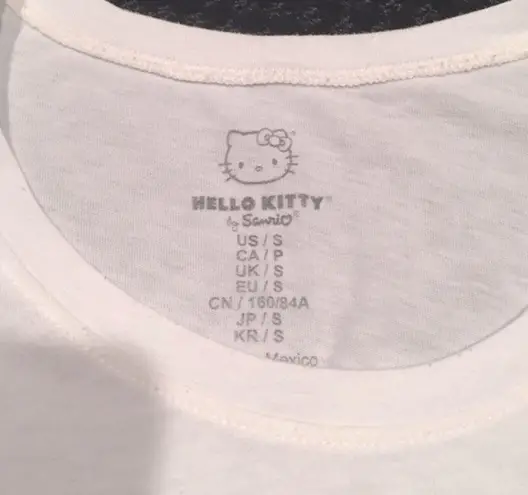 HELLO KITTY®
by Sanrio®
US / S
CA / P
UK / S
EU / S
CN / 160/84A
JP / S
KR / S
Mexico